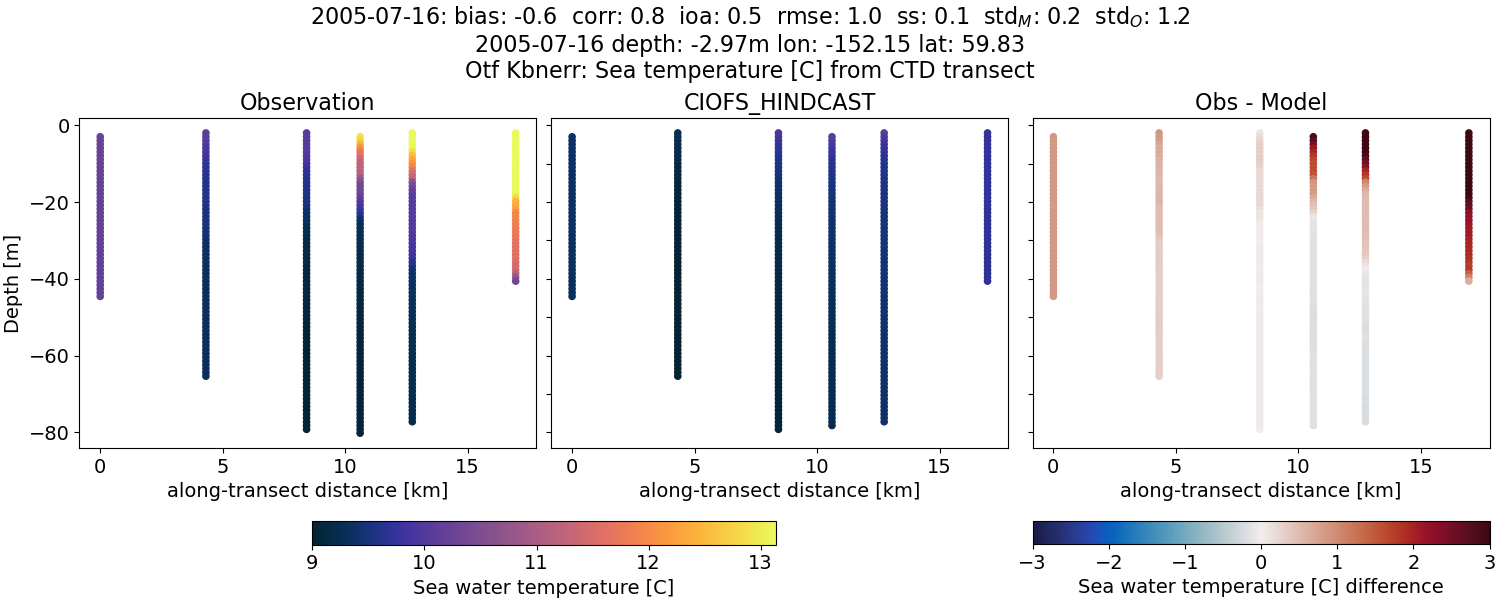 2005-07-16: bias: -0.6 corr: 0.8 ioa: 0.5 rmse: 1.0 ss: 0.1 std_M: 0.2 std_O: 1.2
2005-07-16 depth: -2.97m lon: -152.15 lat: 59.83
Otf Kbnerr: Sea temperature [C] from CTD transect
Observation
CIOFS_HINDCAST
Obs - Model
Depth [m]
0
−20
−40
−60
−80
0 5 10 15
0 5 10 15
0 5 10 15
along-transect distance [km]
along-transect distance [km]
along-transect distance [km]
9 10 11 12 13
Sea water temperature [C]
−3 −2 −1 0 1 2 3
Sea water temperature [C] difference